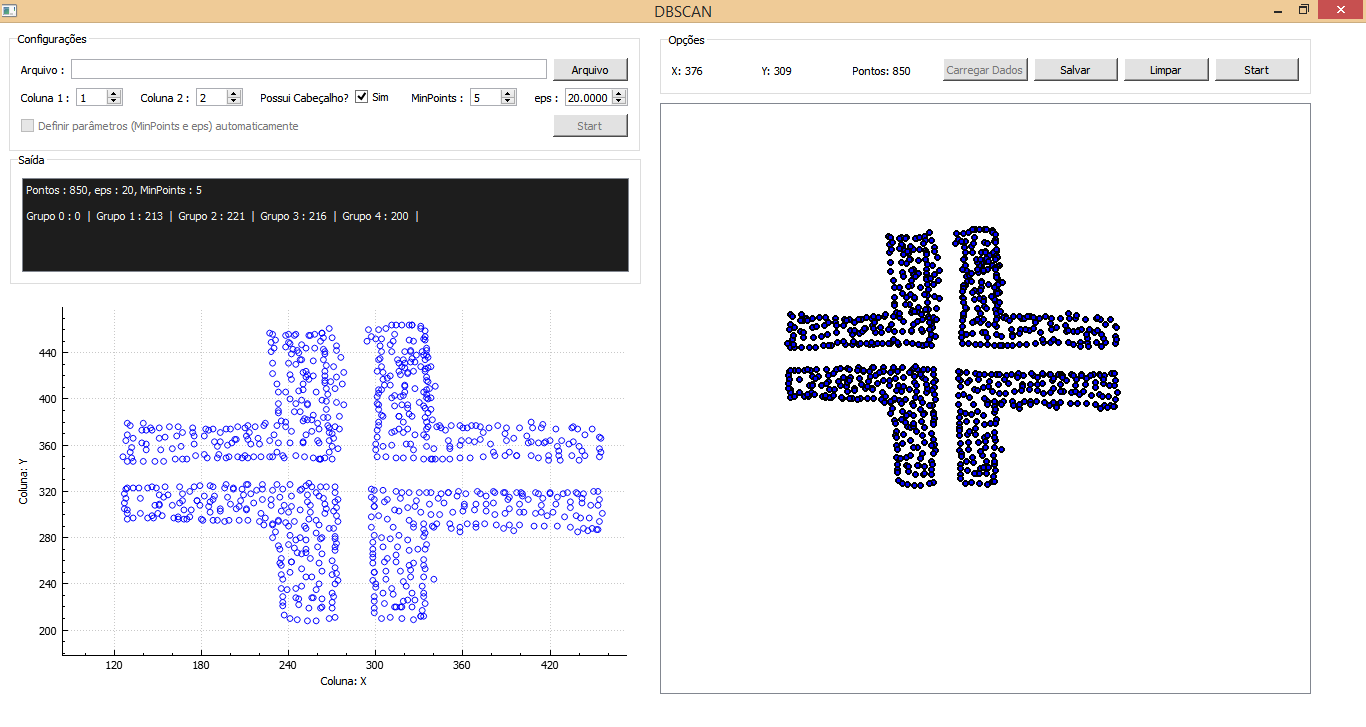 DBSCAN
Configurações
Arquivo :
Arquivo
Coluna 1 : 1 Coluna 2 : 2 Possui Cabeçalho? Sim MinPoints : 5 eps : 20.0000
Definir parâmetros (MinPoints e eps) automaticamente
Start
Saída
Pontos : 850, eps : 20, MinPoints : 5
Grupo 0 : 0 | Grupo 1 : 213 | Grupo 2 : 221 | Grupo 3 : 216 | Grupo 4 : 200 |
Coluna: Y
440
400
360
320
280
240
200
120 180 240 300 360 420
Coluna: X
Opções
X: 376 Y: 309 Pontos: 850 Carregar Dados Salvar Limpar Start